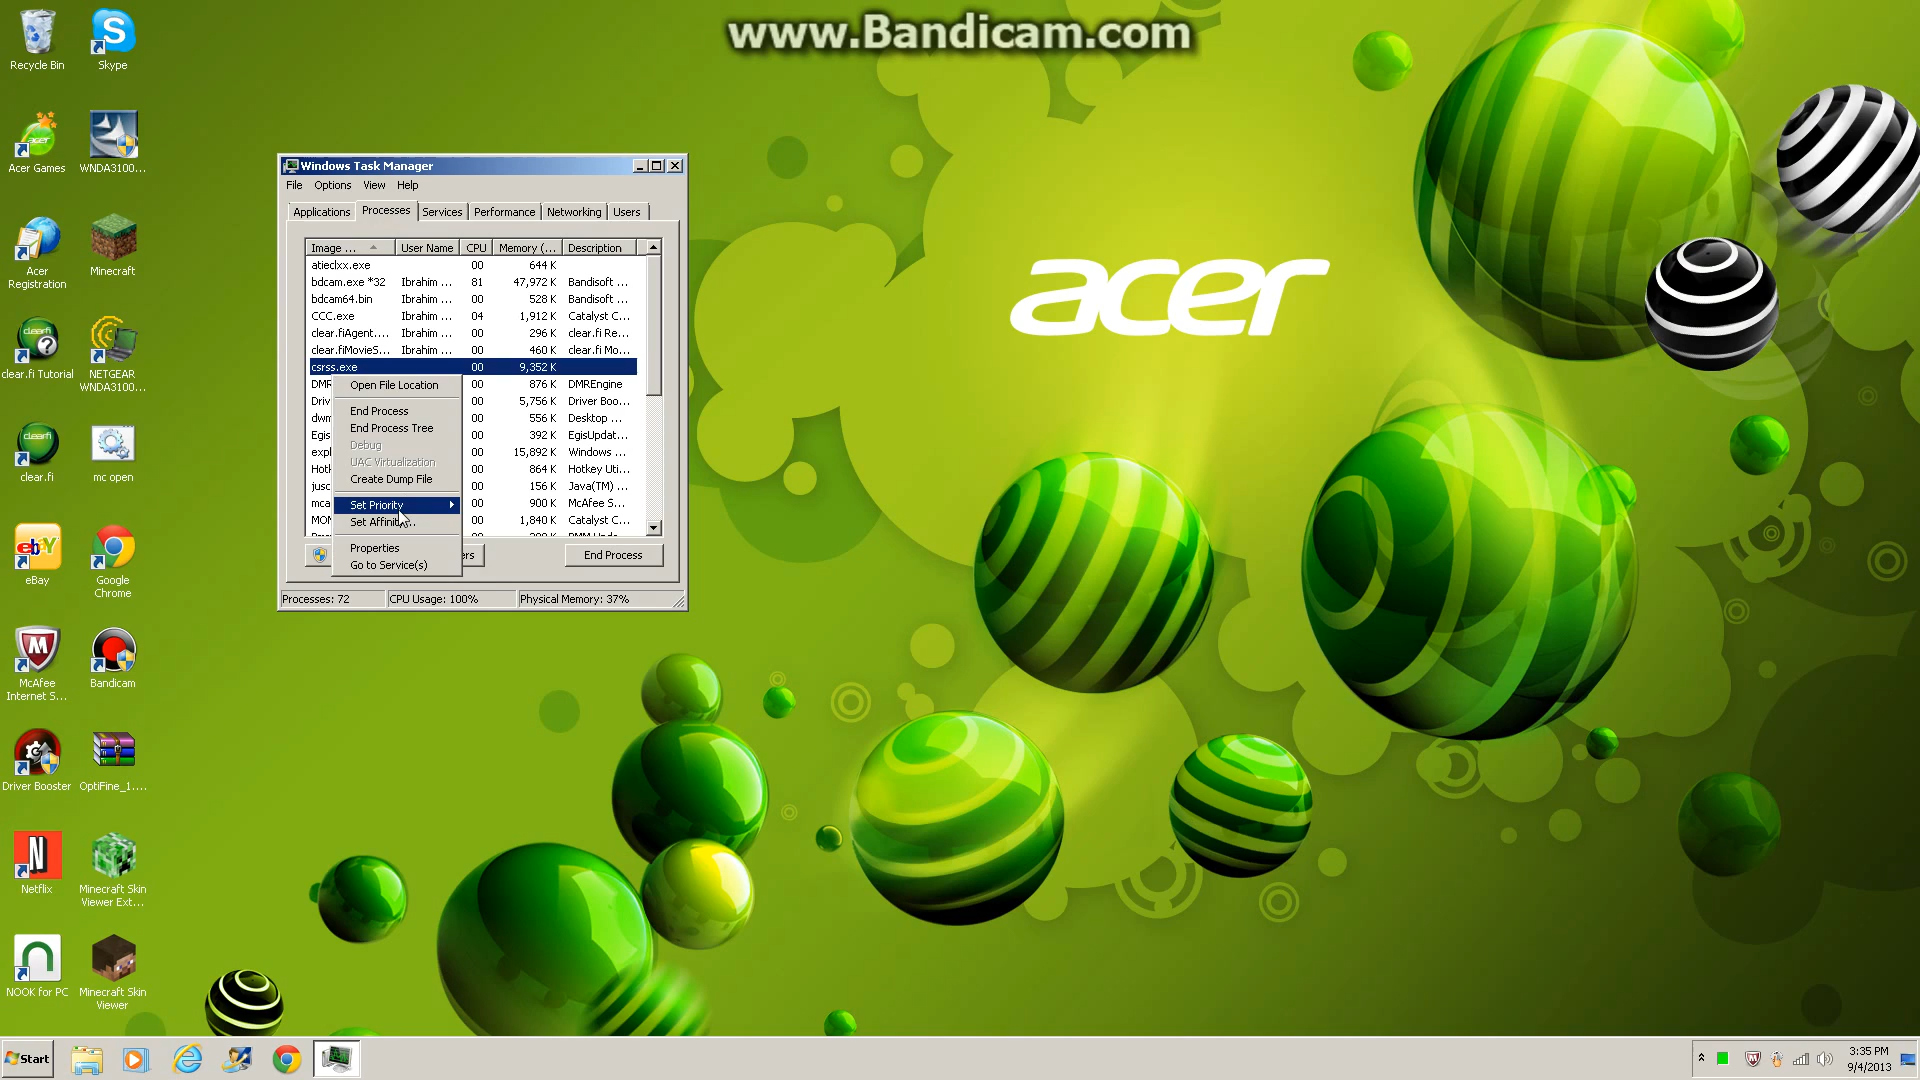 www.Bandicam.com
Recycle Bin
Skype
Acer Games
WNDA3100...
Acer
Registration
Minecraft
clear.fi Tutorial
NETGEAR
WNDA3100...
clear.fi
mc open
eBay
Google
Chrome
McAfee
Internet S...
Bandicam
Driver Booster
OptiFine_1....
Netflix
Minecraft Skin
Viewer Ext...
NOOK for PC
Minecraft Skin
Viewer
acer
Windows Task Manager
File Options View Help
Applications Processes Services Performance Networking Users
Image ... User Name CPU Memory (... Description
atieclxx.exe 00 644 K
bdcam.exe *32 Ibrahim ... 81 47,972 K Bandisoft ...
bdcam64.bin Ibrahim ... 00 528 K Bandisoft ...
CCC.exe Ibrahim ... 04 1,912 K Catalyst C...
clear.fiAgent.... Ibrahim ... 00 296 K clear.fi Re...
clear.fiMovieS... Ibrahim ... 00 460 K clear.fi Mo...
csrss.exe 00 9,352 K
DMR 00 876 K DMREngine
Driv 00 5,756 K Driver Boo...
dwm 00 556 K Desktop ...
Egis 00 392 K EgisUpdat...
expl 00 15,892 K Windows ...
Hotk 00 864 K Hotkey Uti...
jusc 00 156 K Java(TM) ...
mca 00 900 K McAfee S...
MON 00 1,840 K Catalyst C...
Open File Location
End Process
End Process Tree
Debug
UAC Virtualization
Create Dump File
Set Priority
Set Affinity...
Properties
Go to Service(s)
End Process
Processes: 72 CPU Usage: 100% Physical Memory: 37%
Start
3:35 PM
9/4/2013